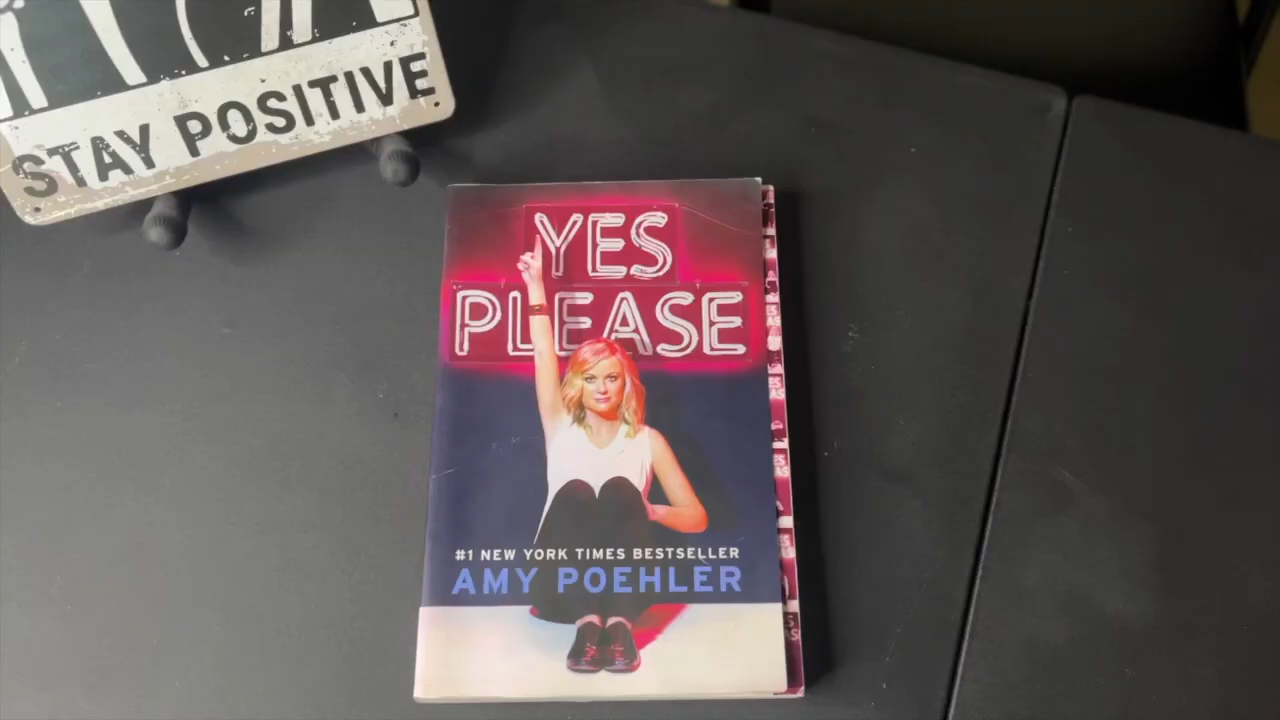 STAY POSITIVE
YES
PLEASE
#1 NEW YORK TIMES BESTSELLER
AMY POEHLER